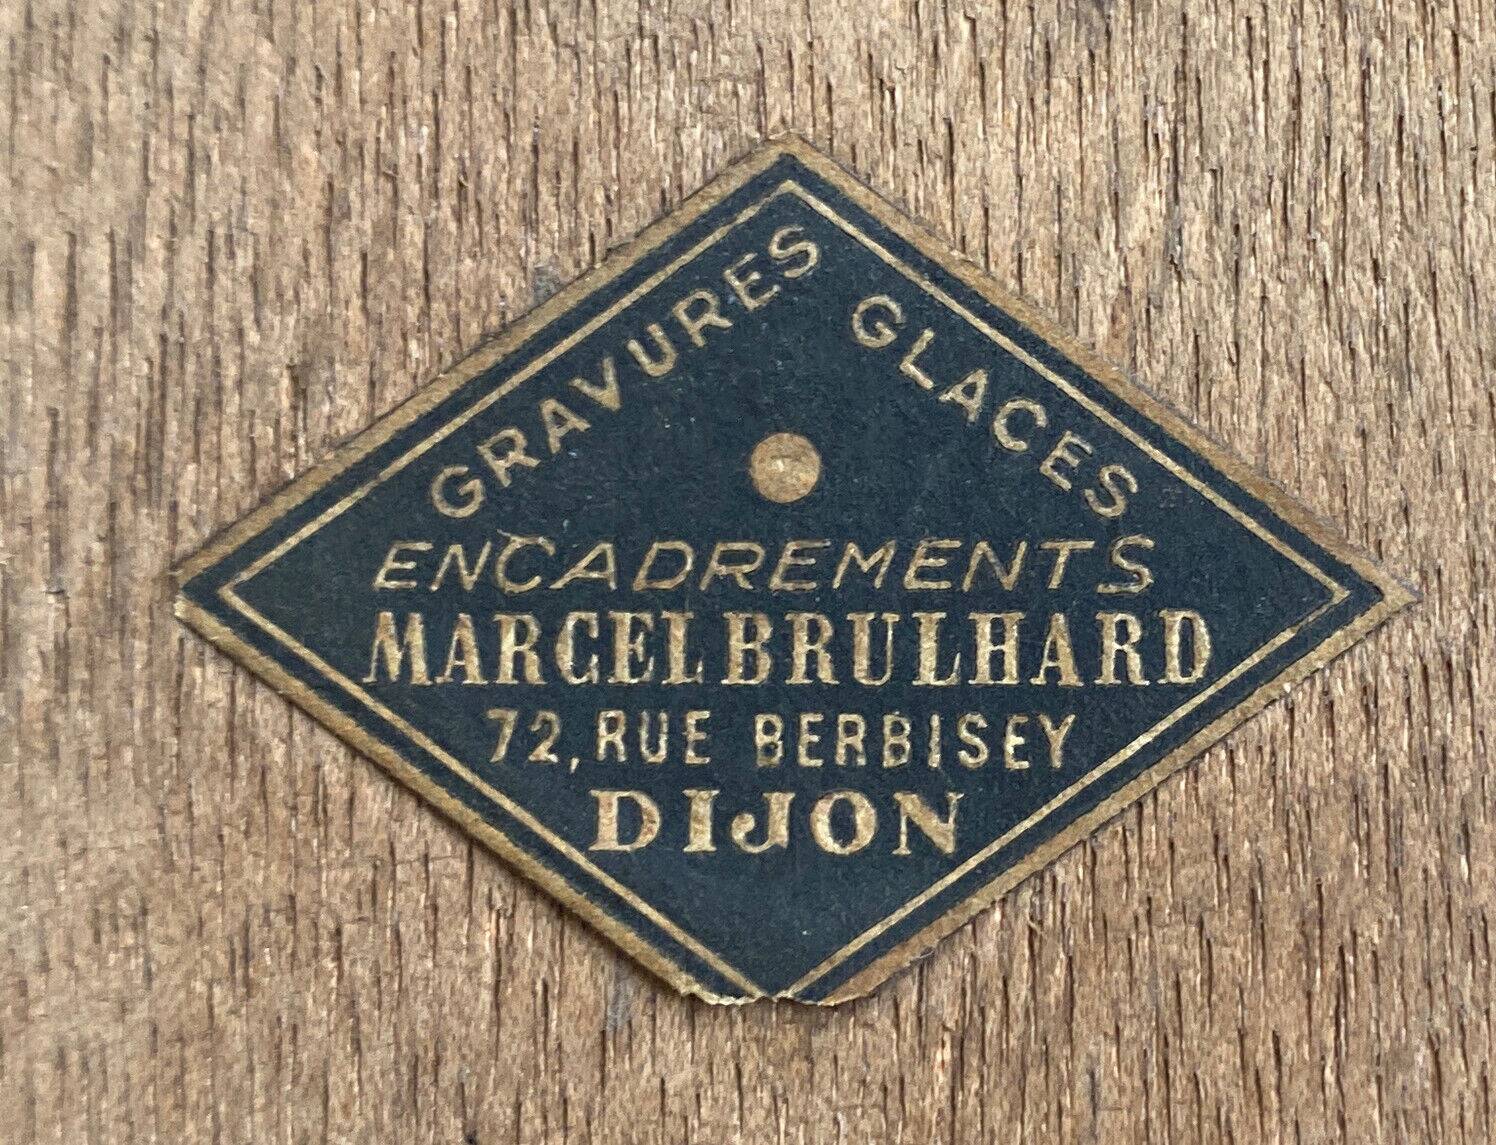 GRAVURES GLACES
ENCADREMENTS
MARCEL BRULHARD
72, RUE BERBISEY
DIJON